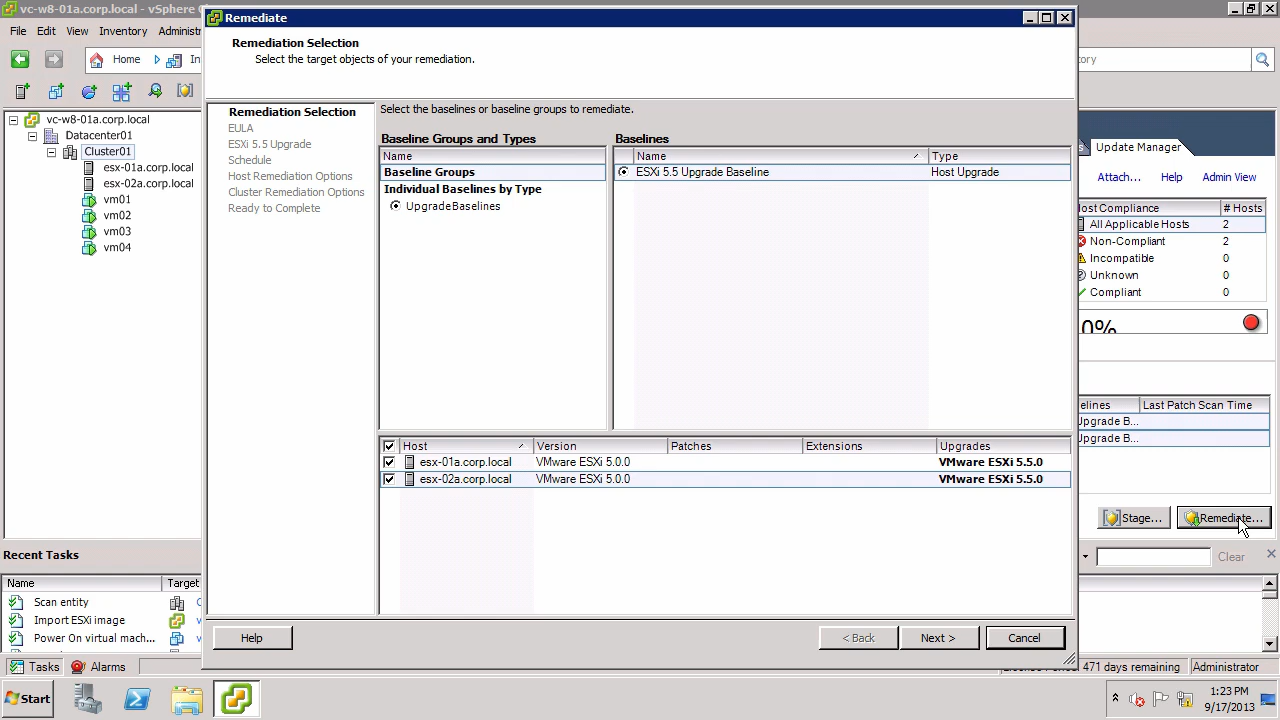 vc-w8-01a.corp.local - vSphere
File Edit View Inventory Administ
Home In
tory
vc-w8-01a.corp.local
Datacenter01
Cluster01
esx-01a.corp.local
esx-02a.corp.local
vm01
vm02
vm03
vm04
Remediate
Remediation Selection
Select the target objects of your remediation.
Remediation Selection
EULA
ESXi 5.5 Upgrade
Schedule
Host Remediation Options
Cluster Remediation Options
Ready to Complete
Select the baselines or baseline groups to remediate.
Baseline Groups and Types
Name
Baseline Groups
Individual Baselines by Type
Upgrade Baselines
Baselines
Name Type
ESXi 5.5 Upgrade Baseline Host Upgrade
Host Version Patches Extensions Upgrades
esx-01a.corp.local VMware ESXi 5.0.0 VMware ESXi 5.5.0
esx-02a.corp.local VMware ESXi 5.0.0 VMware ESXi 5.5.0
Help < Back Next > Cancel
s Update Manager
Attach... Help Admin View
Host Compliance # Hosts
All Applicable Hosts 2
Non-Compliant 2
Incompatible 0
Unknown 0
Compliant 0
0%
elines Last Patch Scan Time
Upgrade B...
Upgrade B...
Stage... Remediate...
Clear
Recent Tasks
Name Target
Scan entity C
Import ESXi image v
Power On virtual mach... v
Tasks Alarms
471 days remaining Administrator
Start
1:23 PM
9/17/2013